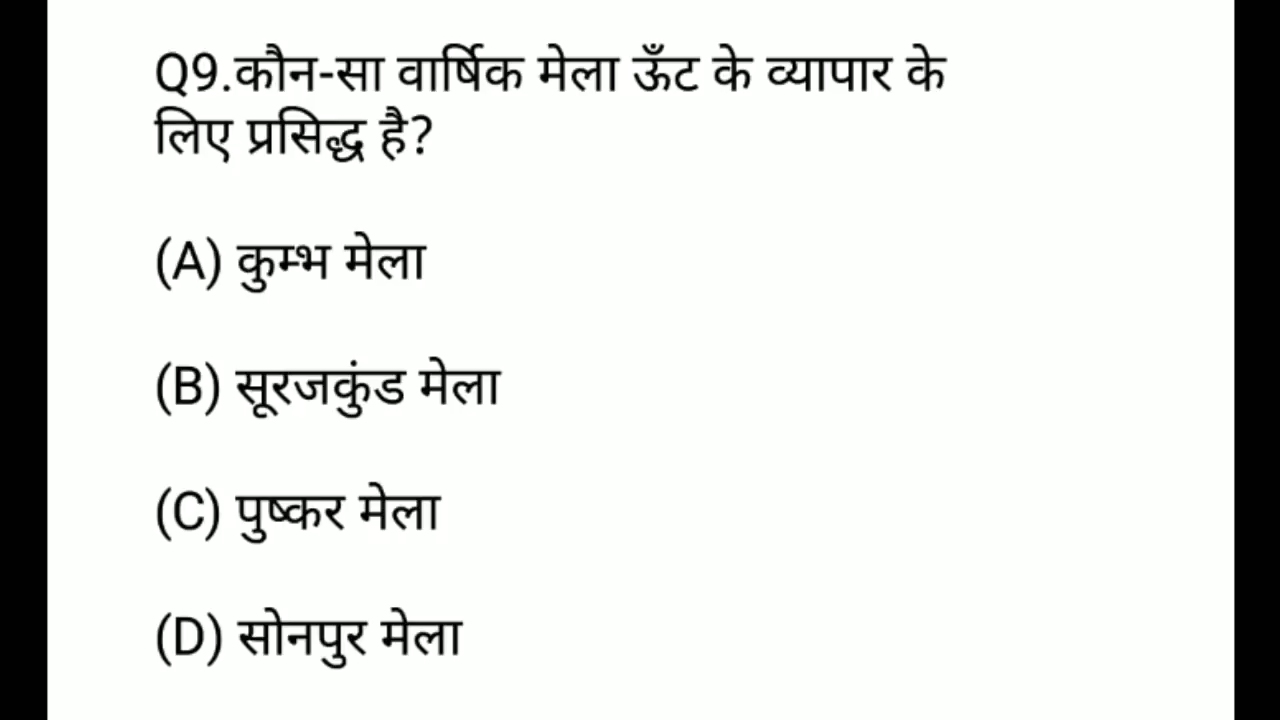 Q9.कौन-सा वार्षिक मेला ऊँट के व्यापार के
लिए प्रसिद्ध है?
(A) कुम्भ मेला
(B) सूरजकुंड मेला
(C) पुष्कर मेला
(D) सोनपुर मेला